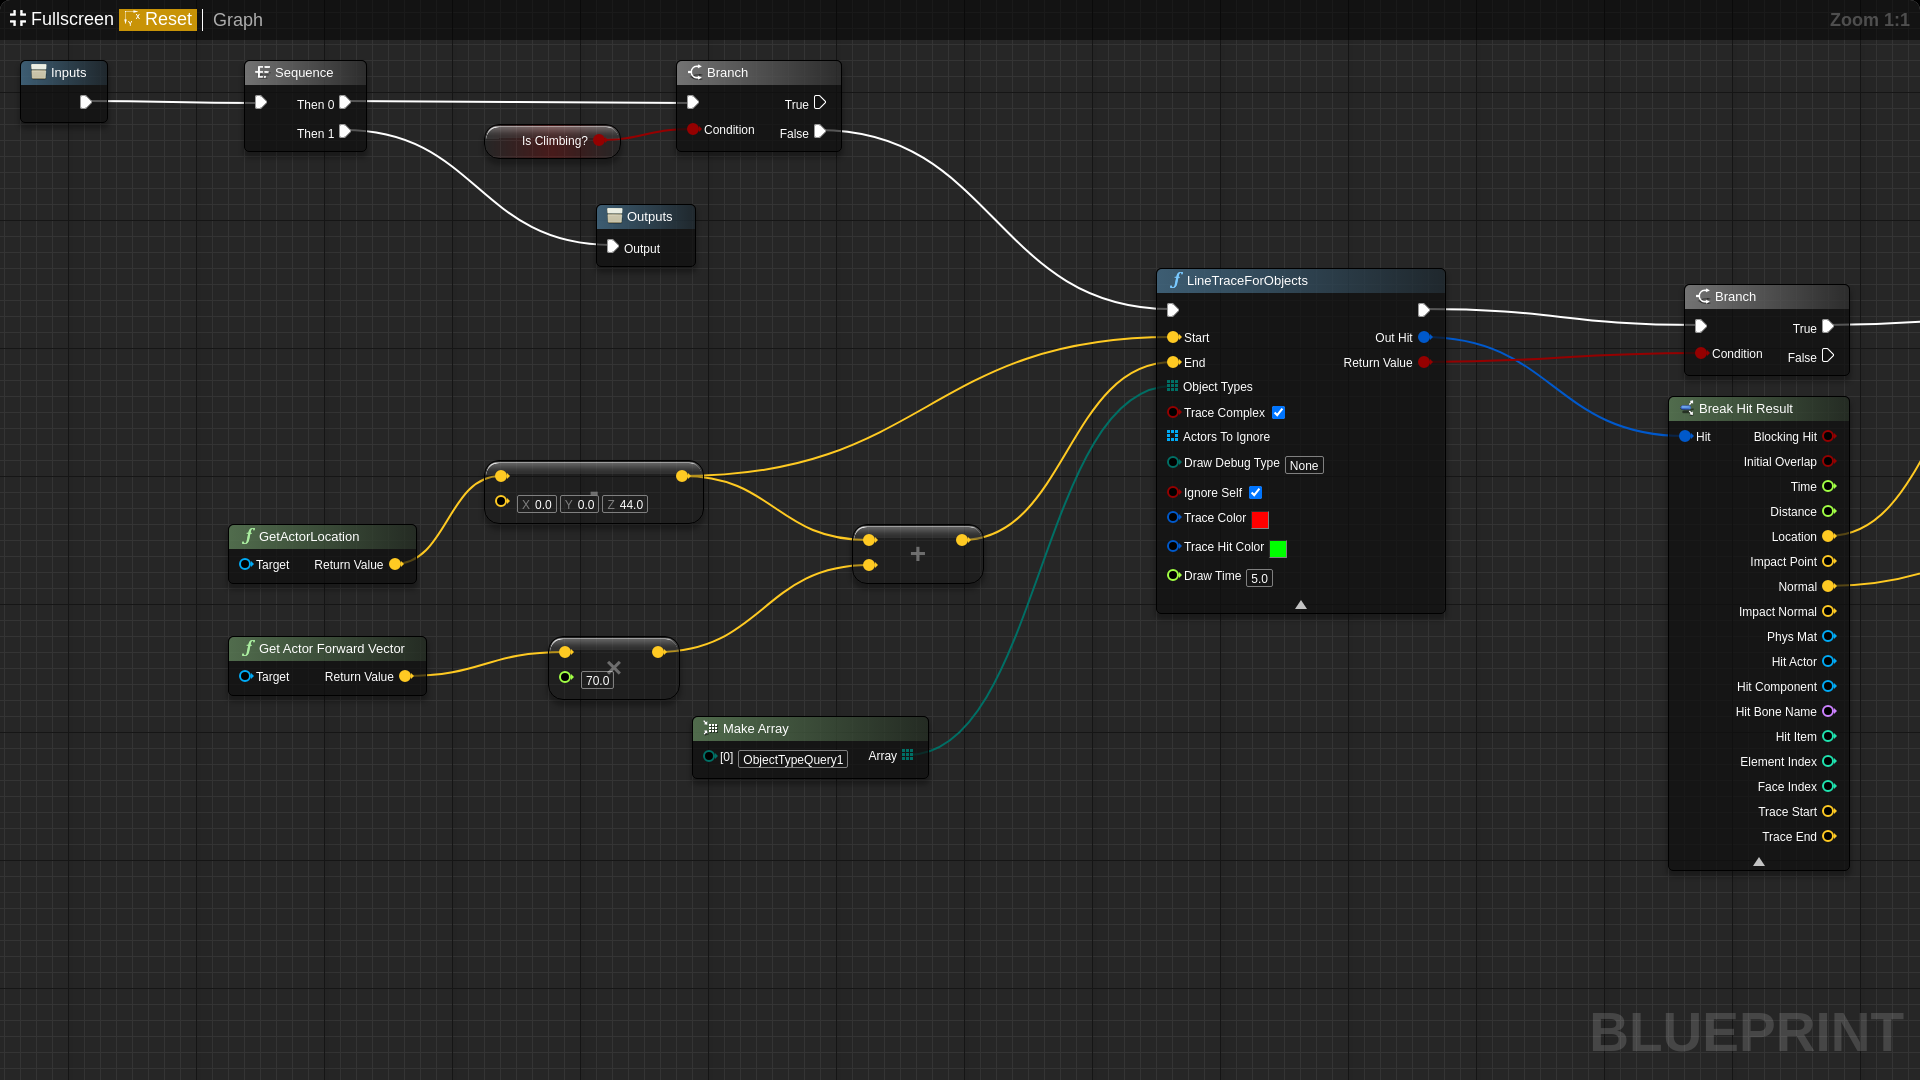 Fullscreen Reset Graph Zoom 1:1
Inputs
Sequence
Then 0
Then 1
Is Climbing?
Branch
True
Condition
False
Outputs
Output
LineTraceForObjects
Start
Out Hit
End
Return Value
Object Types
Trace Complex
Actors To Ignore
Draw Debug Type None
Ignore Self
Trace Color
Trace Hit Color
Draw Time 5.0
Branch
True
Condition
False
Break Hit Result
Hit
Blocking Hit
Initial Overlap
Time
Distance
Location
Impact Point
Normal
Impact Normal
Phys Mat
Hit Actor
Hit Component
Hit Bone Name
Hit Item
Element Index
Face Index
Trace Start
Trace End
-
X 0.0 Y 0.0 Z 44.0
GetActorLocation
Target Return Value
+
Get Actor Forward Vector
Target Return Value
×
70.0
Make Array
[0] ObjectTypeQuery1 Array
BLUEPRINT